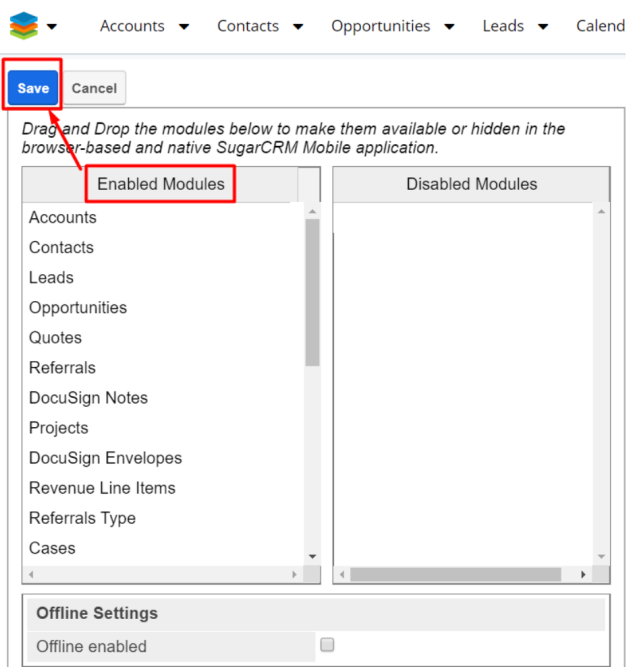 Accounts Contacts Opportunities Leads Calend
Save Cancel
Drag and Drop the modules below to make them available or hidden in the
browser-based and native SugarCRM Mobile application.
Enabled Modules Disabled Modules
Accounts
Contacts
Leads
Opportunities
Quotes
Referrals
DocuSign Notes
Projects
DocuSign Envelopes
Revenue Line Items
Referrals Type
Cases
Offline Settings
Offline enabled